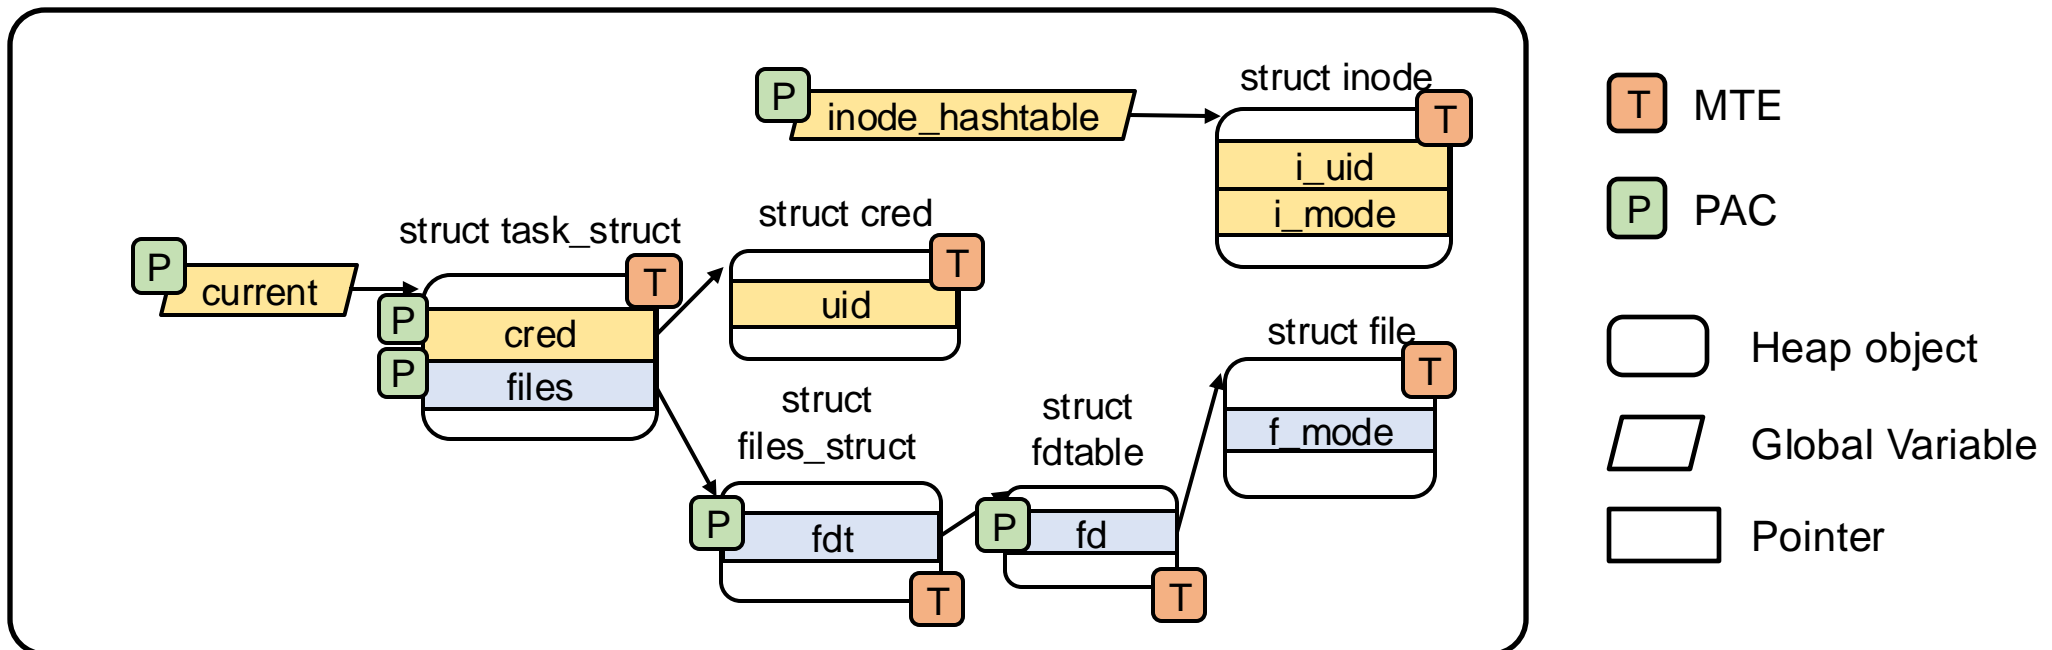 P
inode_hashtable
struct inode
T
i_uid
i_mode
P
current
struct task_struct
T
P
cred
P
files
struct cred
T
uid
struct
files_struct
P
fdt
T
struct
fdtable
P
fd
T
struct file
T
f_mode
T
MTE
P
PAC
Heap object
Global Variable
Pointer